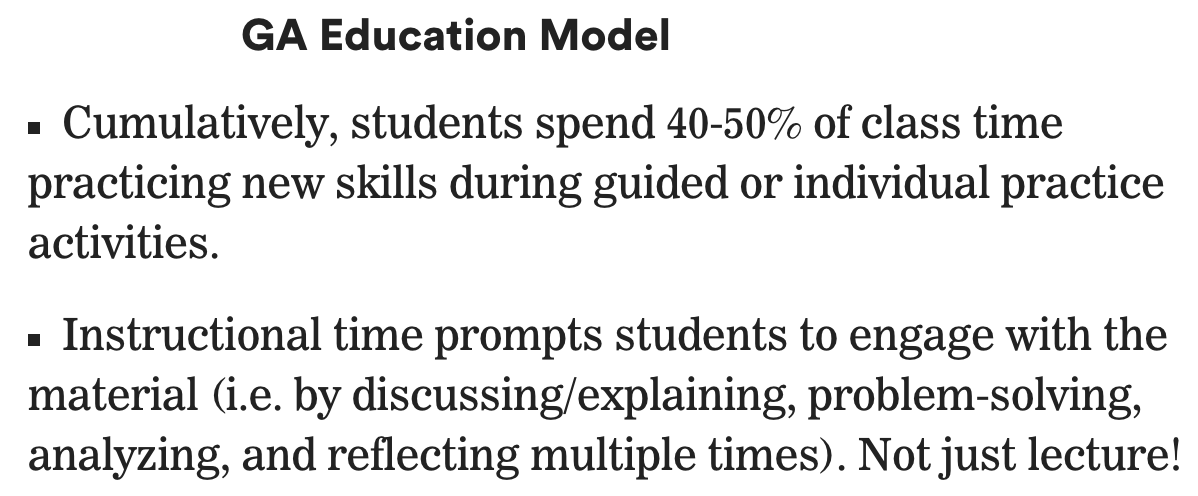 GA Education Model
▪ Cumulatively, students spend 40-50% of class time
practicing new skills during guided or individual practice
activities.
▪ Instructional time prompts students to engage with the
material (i.e. by discussing/explaining, problem-solving,
analyzing, and reflecting multiple times). Not just lecture!